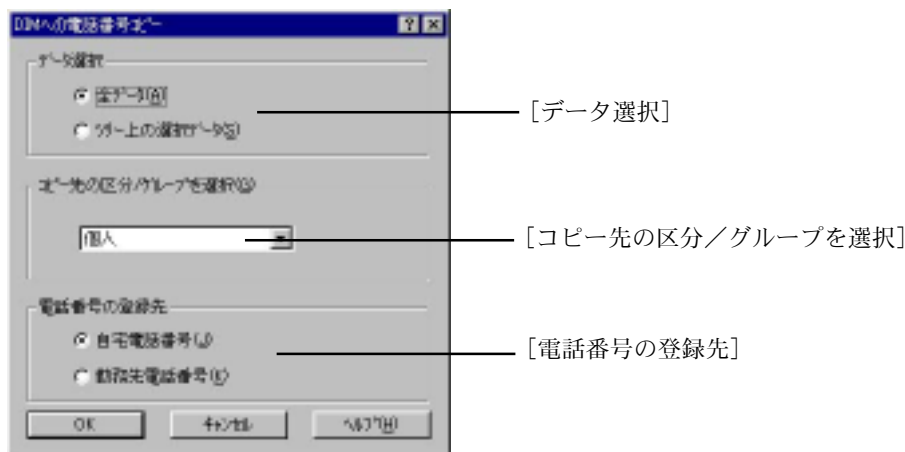 DIMへの電話番号ｺﾋﾟｰ
ﾃﾞｰﾀ選択
全ﾃﾞｰﾀ(A)
ﾂﾘｰ上の選択ﾃﾞｰﾀ(S)
[データ選択]
ｺﾋﾟｰ先の区分/ｸﾞﾙｰﾌﾟを選択(G)
個人
[コピー先の区分／グループを選択]
電話番号の登録先
自宅電話番号(J)
勤務先電話番号(K)
[電話番号の登録先]
OK
ｷｬﾝｾﾙ
ﾍﾙﾌﾟ(H)